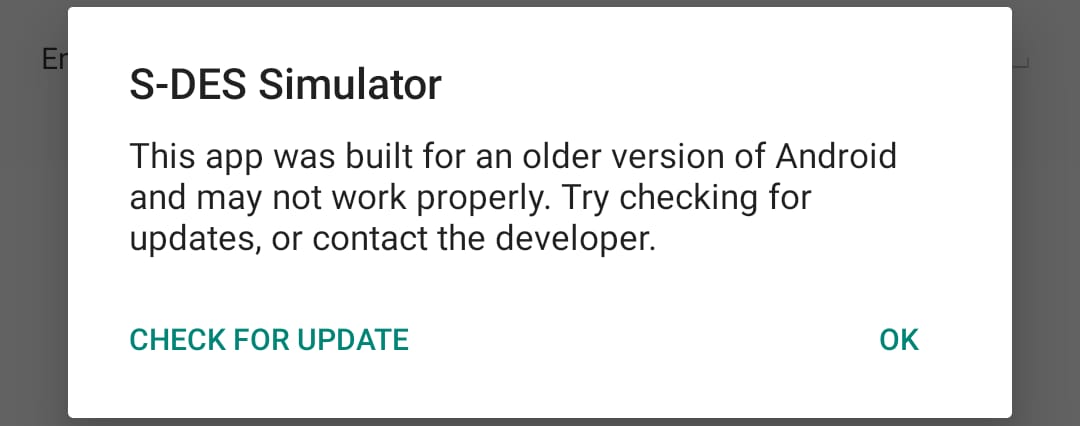 S-DES Simulator
This app was built for an older version of Android
and may not work properly. Try checking for
updates, or contact the developer.
CHECK FOR UPDATE
OK